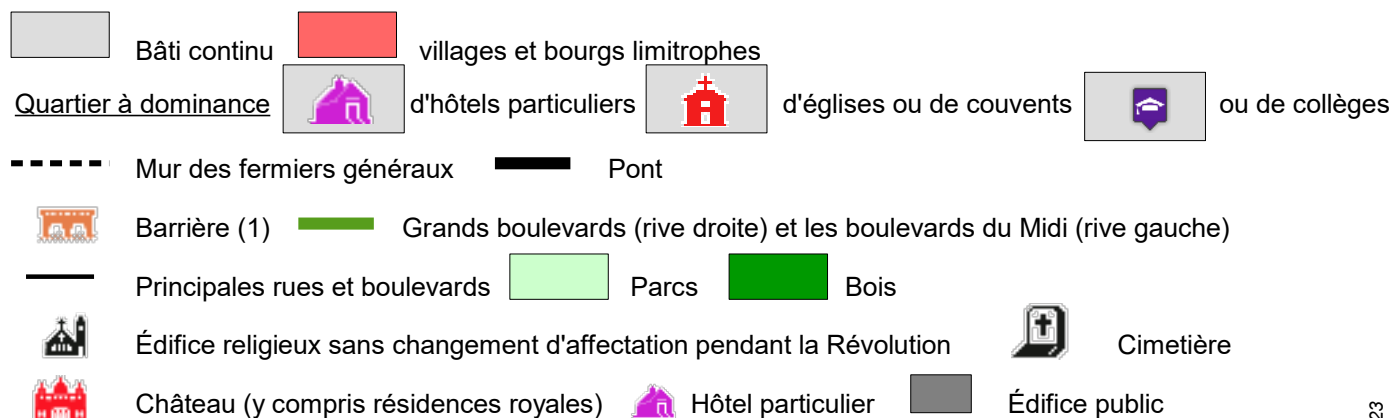 Bâti continu villages et bourgs limitrophes
Quartier à dominance d'hôtels particuliers d'églises ou de couvents ou de collèges
Mur des fermiers généraux Pont
Barrière (1) Grands boulevards (rive droite) et les boulevards du Midi (rive gauche)
Principales rues et boulevards Parcs Bois
Édifice religieux sans changement d'affectation pendant la Révolution Cimetière
Château (y compris résidences royales) Hôtel particulier Édifice public
23